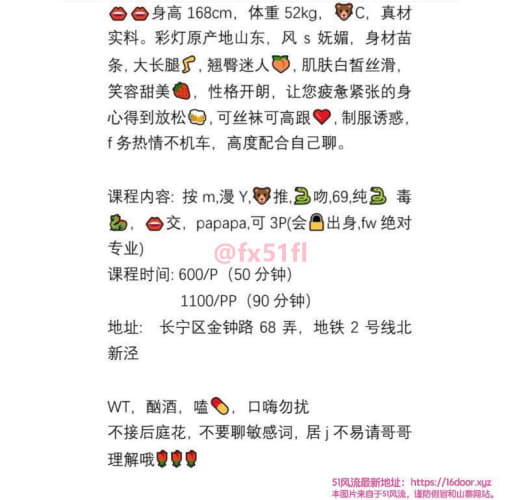 👄👄身高 168cm，体重 52kg，🐻C，真材
实料。彩灯原产地山东，风 s 妩媚，身材苗
条，大长腿🦵，翘臀迷人🍑，肌肤白皙丝滑，
笑容甜美🍓，性格开朗，让您疲惫紧张的身
心得到放松🍻，可丝袜可高跟❤️，制服诱惑，
f 务热情不机车，高度配合自己聊。
课程内容: 按 m,漫 Y,🐻推,🐍吻,69,纯🐍 毒
🐉，👄交，papapa,可 3P(会🔒出身,fw 绝对
专业)
@fx51fl
课程时间: 600/P（50 分钟）
1100/PP（90 分钟）
地址: 长宁区金钟路 68 弄，地铁 2 号线北
新泾
WT，酗酒，嗑💊，口嗨勿扰
不接后庭花，不要聊敏感词，居 j 不易请哥哥
理解哦🌹🌹🌹
51风流最新地址：https://16door.xyz
本图片来自于51风流，谨防假冒和山寨网站。